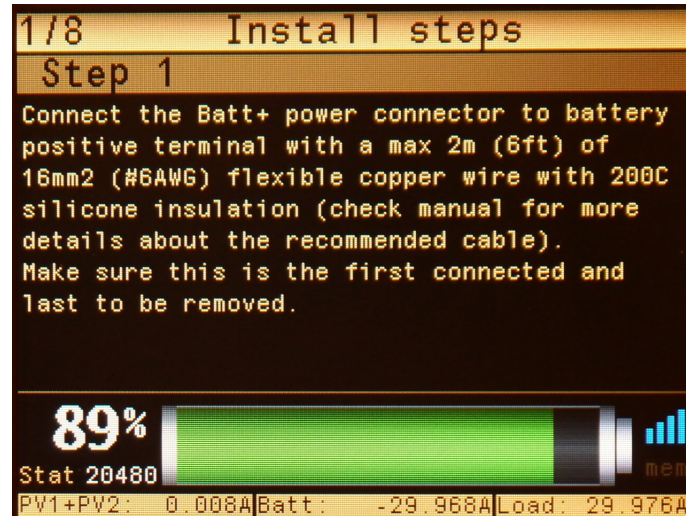 1/8 Install steps
Step 1
Connect the Batt+ power connector to battery
positive terminal with a max 2m (6ft) of
16mm2 (#6AWG) flexible copper wire with 200C
silicone insulation (check manual for more
details about the recommended cable).
Make sure this is the first connected and
last to be removed.
89%
Stat 20480
mem
PV1+PV2: 0.008A Batt: -29.968A Load: 29.976A